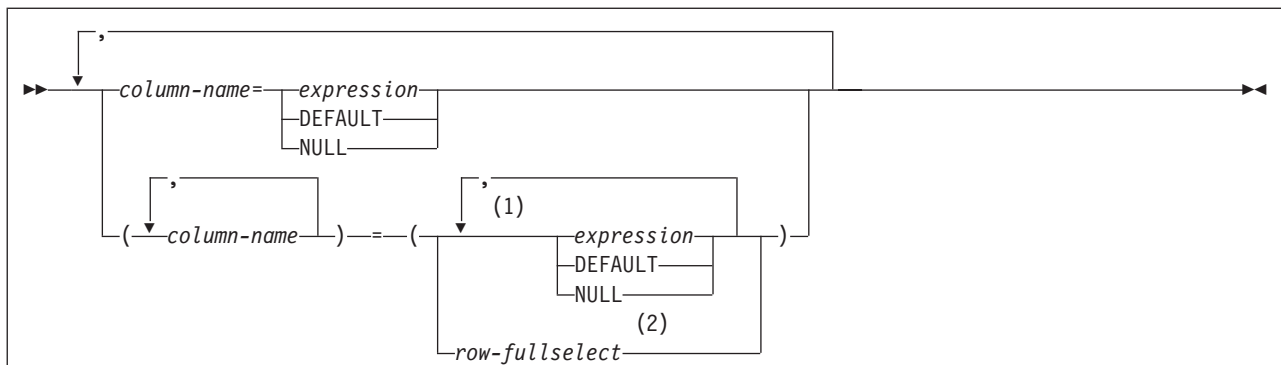 ,
column-name= expression
DEFAULT
NULL
, ,
(1)
( column-name ) = ( expression )
DEFAULT
NULL
(2)
row-fullselect